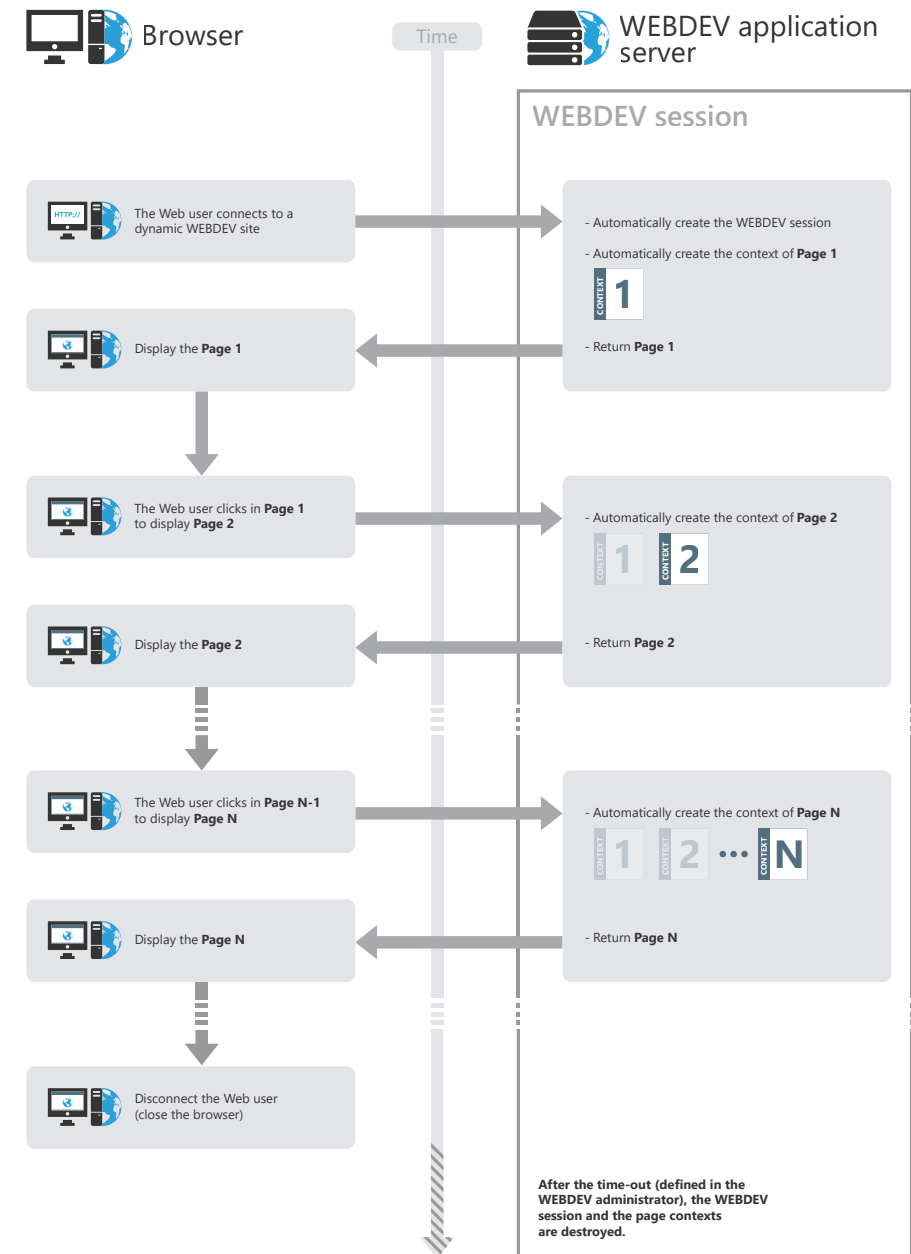 Browser
Time
WEBDEV application
server
WEBDEV session
HTTP://
The Web user connects to a
dynamic WEBDEV site
- Automatically create the WEBDEV session
- Automatically create the context of Page 1
CONTEXT
1
Display the Page 1
- Return Page 1
The Web user clicks in Page 1
to display Page 2
- Automatically create the context of Page 2
CONTEXT
1
CONTEXT
2
Display the Page 2
- Return Page 2
The Web user clicks in Page N-1
to display Page N
- Automatically create the context of Page N
CONTEXT
1
CONTEXT
2
•••
CONTEXT
N
Display the Page N
- Return Page N
Disconnect the Web user
(close the browser)
After the time-out (defined in the
WEBDEV administrator), the WEBDEV
session and the page contexts
are destroyed.